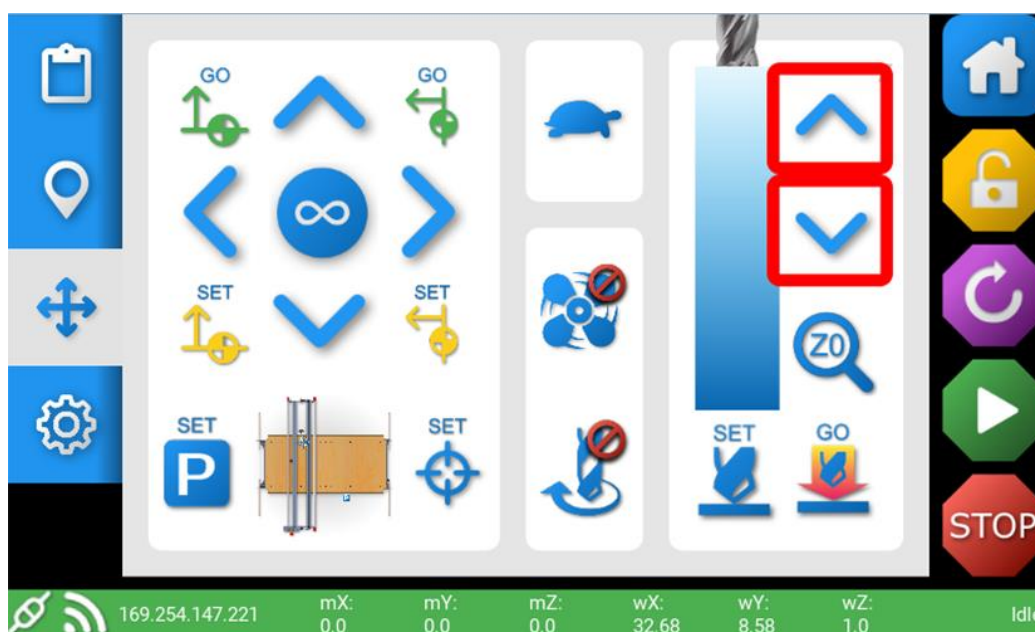 GO
GO
∞
SET
SET
Z0
SET
P
SET
SET
GO
STOP
169.254.147.221
mX:
0.0
mY:
0.0
mZ:
0.0
wX:
32.68
wY:
8.58
wZ:
1.0